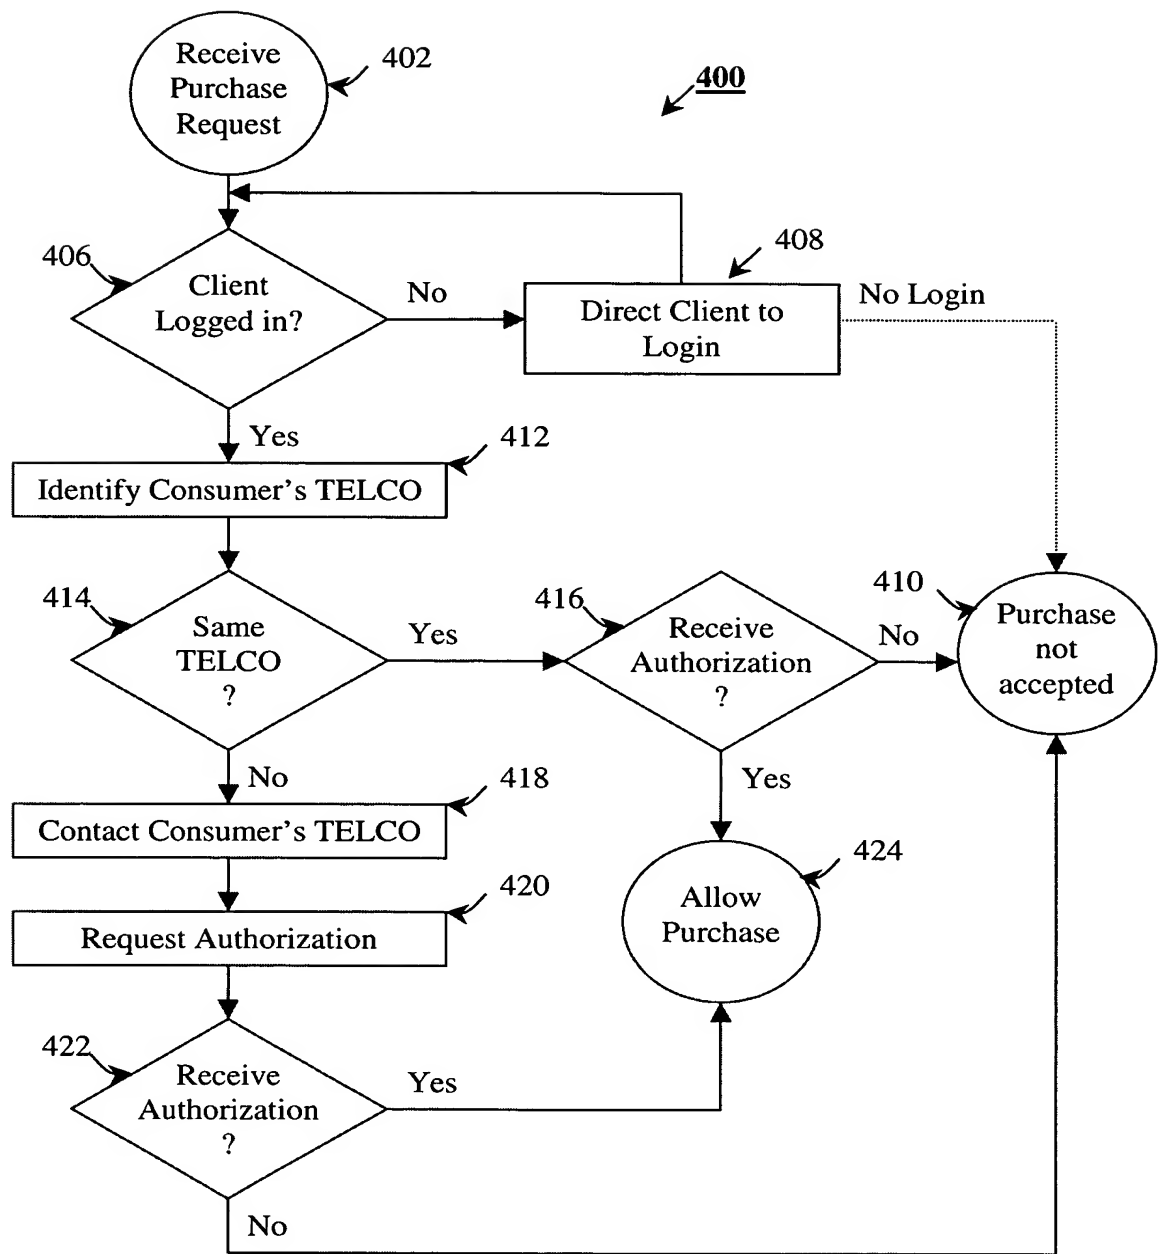 Receive
Purchase
Request
402
400
406
Client
Logged in?
No
408
Direct Client to
Login
No Login
Yes
412
Identify Consumer's TELCO
414
Same
TELCO
?
Yes
416
Receive
Authorization
?
No
410
Purchase
not
accepted
No
418
Contact Consumer's TELCO
Yes
424
Allow
Purchase
420
Request Authorization
422
Receive
Authorization
?
Yes
No